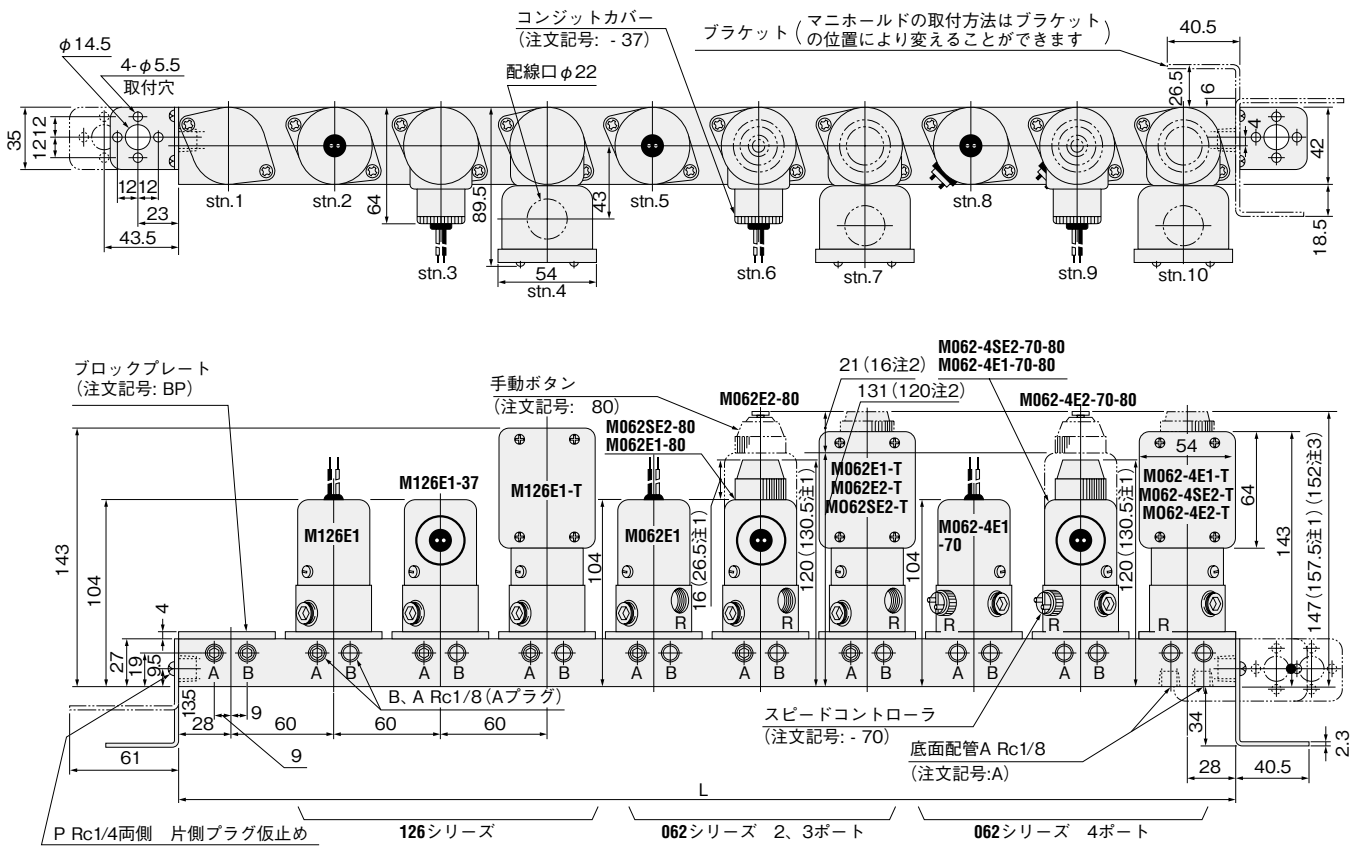 コンジットカバー
(注文記号: - 37)
ブラケット
マニホールドの取付方法はブラケット
の位置により変えることができます
40.5
φ14.5
4-φ5.5
取付穴
配線口φ22
26.5
6
35
12
12
12
12
23
43.5
64
89.5
43
54
4
42
18.5
stn.1
stn.2
stn.3
stn.4
stn.5
stn.6
stn.7
stn.8
stn.9
stn.10
ブロックプレート
(注文記号: BP)
手動ボタン
(注文記号: 80)
M062SE2-80
M062E1-80
M062E2-80
21(16注2)
131(120注2)
M062-4SE2-70-80
M062-4E1-70-80
M062-4E2-70-80
M126E1
M126E1-37
M126E1-T
M062E1
M062E1-T
M062E2-T
M062SE2-T
M062-4E1
-70
54
M062-4E1-T
M062-4SE2-T
M062-4E2-T
143
104
4
27
19
9.5
13.5
104
16(26.5注1)
120(130.5注1)
104
120(130.5注1)
64
143
147(157.5注1)(152注3)
R
R
R
R
R
R
A
B
A
B
A
B
A
B
A
B
A
B
A
B
B、A Rc1/8(Aプラグ)
28
9
60
60
60
9
61
スピードコントローラ
(注文記号: - 70)
底面配管A Rc1/8
(注文記号:A)
34
28
40.5
2.3
L
P Rc1/4両側 片側プラグ仮止め
126シリーズ
062シリーズ 2、3ポート
062シリーズ 4ポート